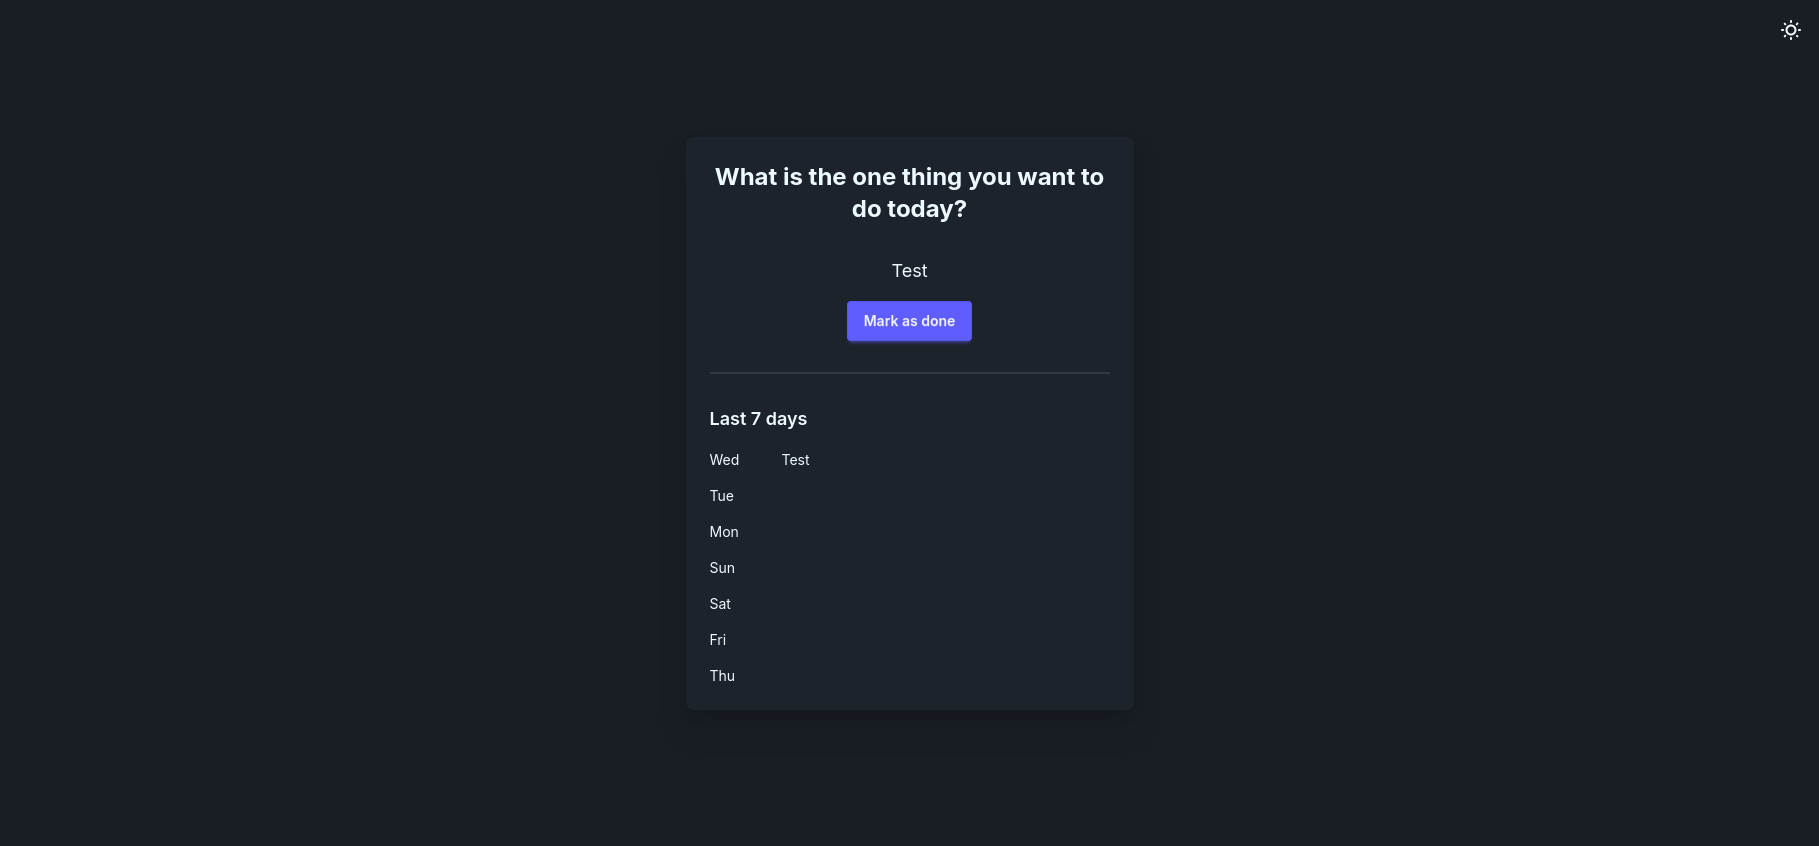 What is the one thing you want to
do today?
Test
Mark as done
Last 7 days
Wed Test
Tue
Mon
Sun
Sat
Fri
Thu